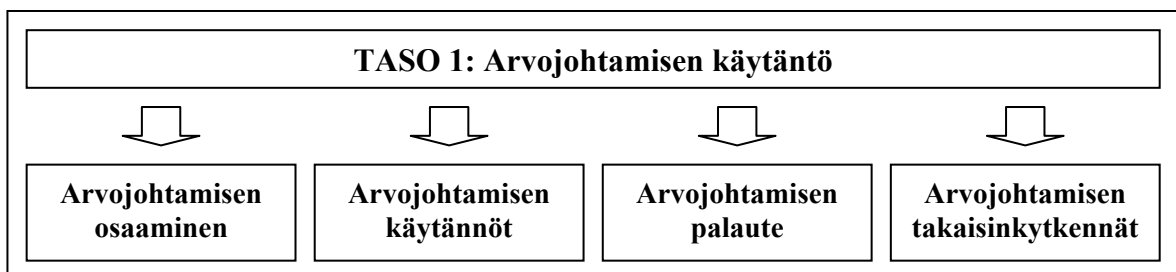 TASO 1: Arvojohtamisen käytäntö
Arvojohtamisen
osaaminen
Arvojohtamisen
käytännöt
Arvojohtamisen
palaute
Arvojohtamisen
takaisinkytkennät